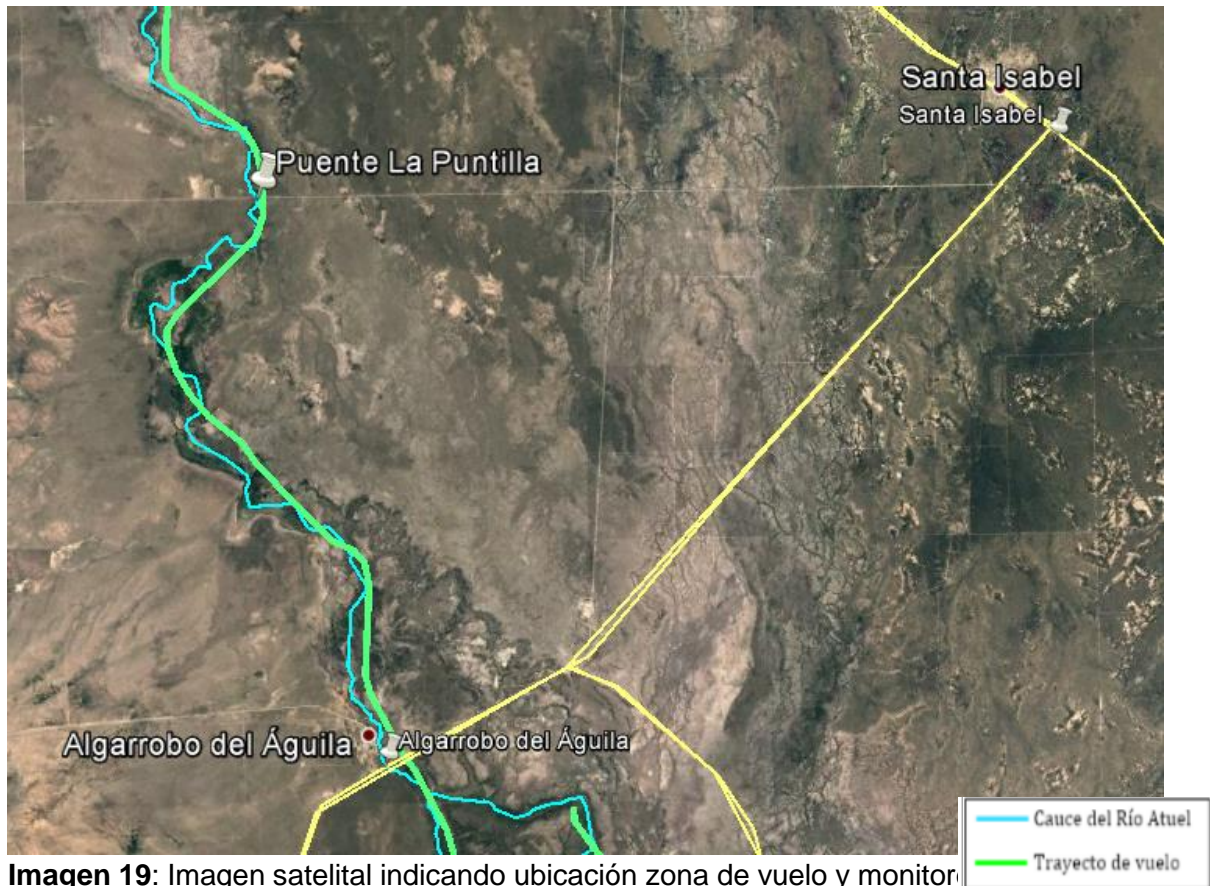 Santa Isabel
Santa Isabel
Puente La Puntilla
Algarrobo del Águila
Algarrobo del Águila
Cauce del Río Atuel
Trayecto de vuelo
Imagen 19: Imagen satelital indicando ubicación zona de vuelo y